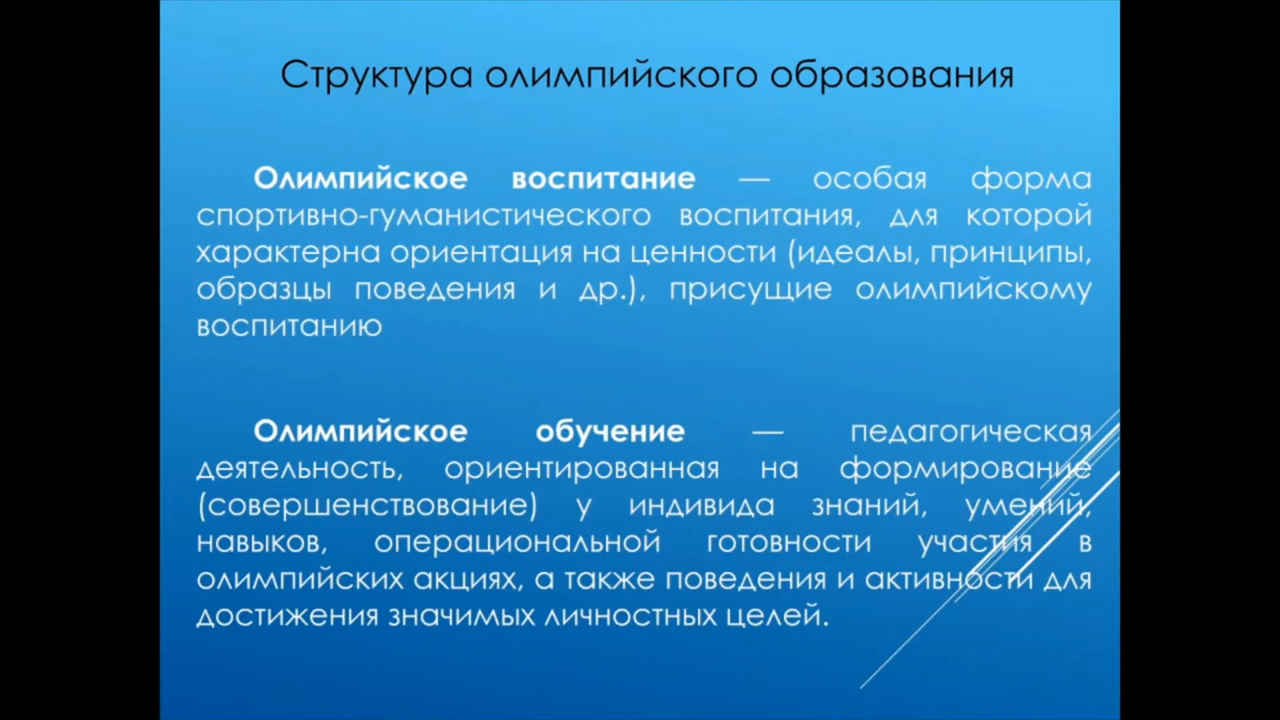 Структура олимпийского образования
Олимпийское воспитание — особая форма
спортивно-гуманистического воспитания, для которой
характерна ориентация на ценности (идеалы, принципы,
образцы поведения и др.), присущие олимпийскому
воспитанию
Олимпийское обучение — педагогическая
деятельность, ориентированная на формирование
(совершенствование) у индивида знаний, умений,
навыков, операциональной готовности участия в
олимпийских акциях, а также поведения и активности для
достижения значимых личностных целей.